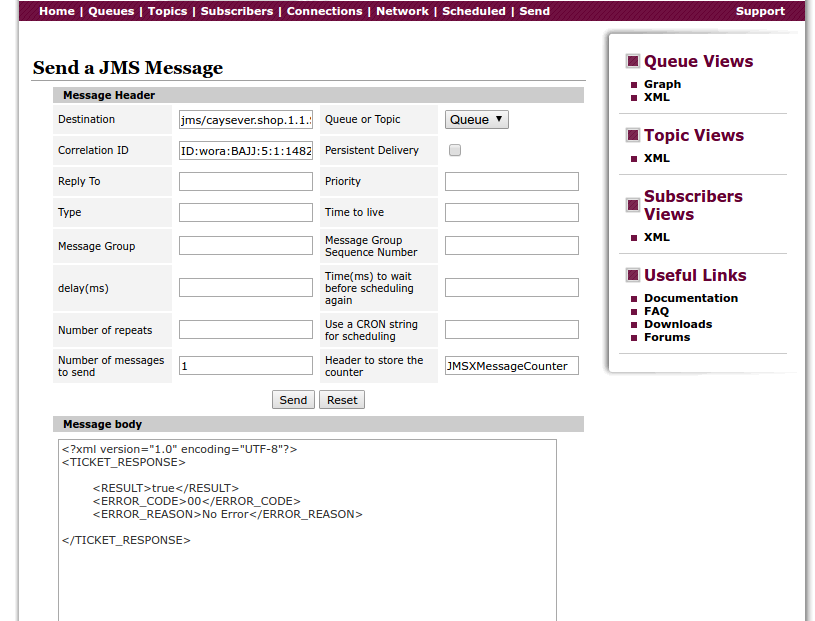 Home | Queues | Topics | Subscribers | Connections | Network | Scheduled | Send
Support
Send a JMS Message
Message Header
Destination
jms/caysever.shop.1.1.
Queue or Topic
Queue
Correlation ID
ID:wora:BAJJ:5:1:1482
Persistent Delivery
Reply To
Priority
Type
Time to live
Message Group
Message Group
Sequence Number
delay(ms)
Time(ms) to wait
before scheduling
again
Number of repeats
Use a CRON string
for scheduling
Number of messages
to send
1
Header to store the
counter
JMSXMessageCounter
Send
Reset
Message body
<?xml version="1.0" encoding="UTF-8"?>
<TICKET_RESPONSE>
<RESULT>true</RESULT>
<ERROR_CODE>00</ERROR_CODE>
<ERROR_REASON>No Error</ERROR_REASON>
</TICKET_RESPONSE>
Queue Views
Graph
XML
Topic Views
XML
Subscribers
Views
XML
Useful Links
Documentation
FAQ
Downloads
Forums